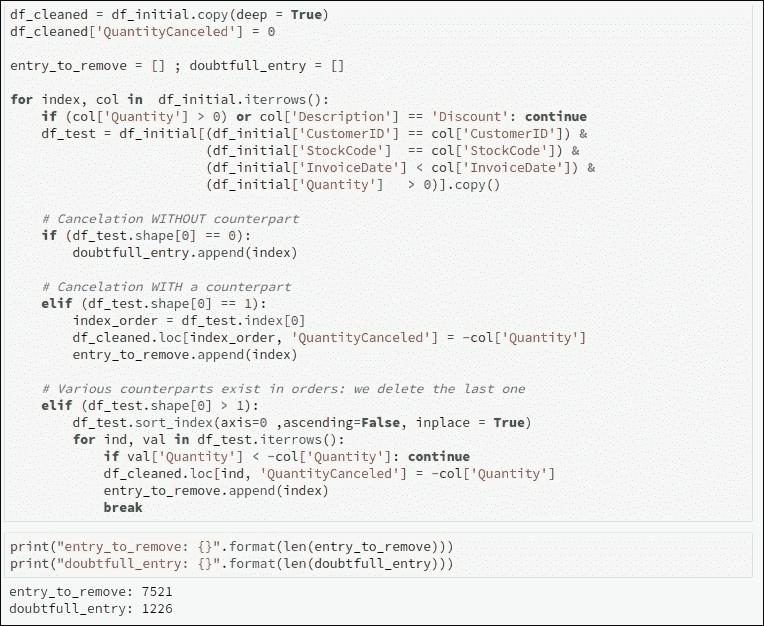 df_cleaned = df_initial.copy(deep = True)
df_cleaned['QuantityCanceled'] = 0

entry_to_remove = [] ; doubtfull_entry = []

for index, col in  df_initial.iterrows():
    if (col['Quantity'] > 0) or col['Description'] == 'Discount': continue
    df_test = df_initial[(df_initial['CustomerID'] == col['CustomerID']) &
                         (df_initial['StockCode']  == col['StockCode']) &
                         (df_initial['InvoiceDate'] < col['InvoiceDate']) &
                         (df_initial['Quantity']   > 0)].copy()

    # Cancelation WITHOUT counterpart
    if (df_test.shape[0] == 0):
        doubtfull_entry.append(index)

    # Cancelation WITH a counterpart
    elif (df_test.shape[0] == 1):
        index_order = df_test.index[0]
        df_cleaned.loc[index_order, 'QuantityCanceled'] = -col['Quantity']
        entry_to_remove.append(index)

    # Various counterparts exist in orders: we delete the last one
    elif (df_test.shape[0] > 1):
        df_test.sort_index(axis=0 ,ascending=False, inplace = True)
        for ind, val in df_test.iterrows():
            if val['Quantity'] < -col['Quantity']: continue
            df_cleaned.loc[ind, 'QuantityCanceled'] = -col['Quantity']
            entry_to_remove.append(index)
            break

print("entry_to_remove: {}".format(len(entry_to_remove)))
print("doubtfull_entry: {}".format(len(doubtfull_entry)))

entry_to_remove: 7521
doubtfull_entry: 1226